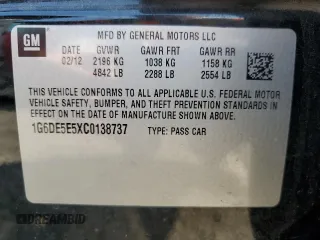 GM
MFD BY GENERAL MOTORS LLC
DATE GVWR GAWR FRT GAWR RR
02/12 2196 KG 1038 KG 1158 KG
4842 LB 2288 LB 2554 LB
THIS VEHICLE CONFORMS TO ALL APPLICABLE U.S. FEDERAL MOTOR
VEHICLE SAFETY, BUMPER, AND THEFT PREVENTION STANDARDS IN
EFFECT ON THE DATE OF MANUFACTURE SHOWN ABOVE.
1G6DE5E5XC0138737 TYPE: PASS CAR
DREAMBID